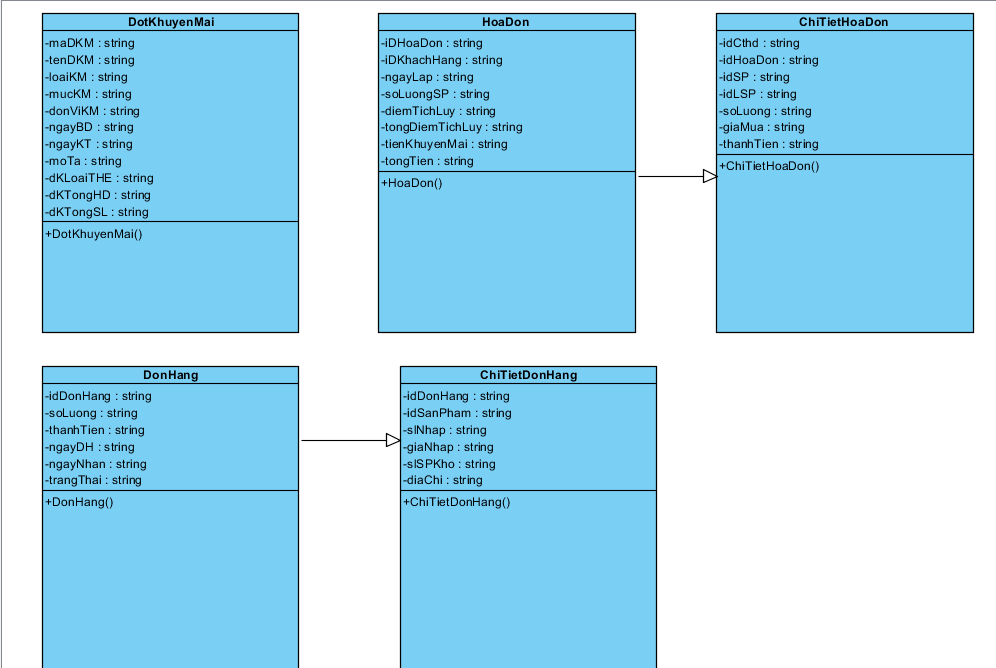 DotKhuyenMai
-maDKM : string
-tenDKM : string
-loaiKM : string
-mucKM : string
-donViKM : string
-ngayBD : string
-ngayKT : string
-moTa : string
-dKLoaiTHE : string
-dKTongHD : string
-dKTongSL : string
+DotKhuyenMai()
HoaDon
-iDHoaDon : string
-iDKhachHang : string
-ngayLap : string
-soLuongSP : string
-diemTichLuy : string
-tongDiemTichLuy : string
-tienKhuyenMai : string
-tongTien : string
+HoaDon()
ChiTietHoaDon
-idCthd : string
-idHoaDon : string
-idSP : string
-idLSP : string
-soLuong : string
-giaMua : string
-thanhTien : string
+ChiTietHoaDon()
DonHang
-idDonHang : string
-soLuong : string
-thanhTien : string
-ngayDH : string
-ngayNhan : string
-trangThai : string
+DonHang()
ChiTietDonHang
-idDonHang : string
-idSanPham : string
-slNhap : string
-giaNhap : string
-slSPKho : string
-diaChi : string
+ChiTietDonHang()